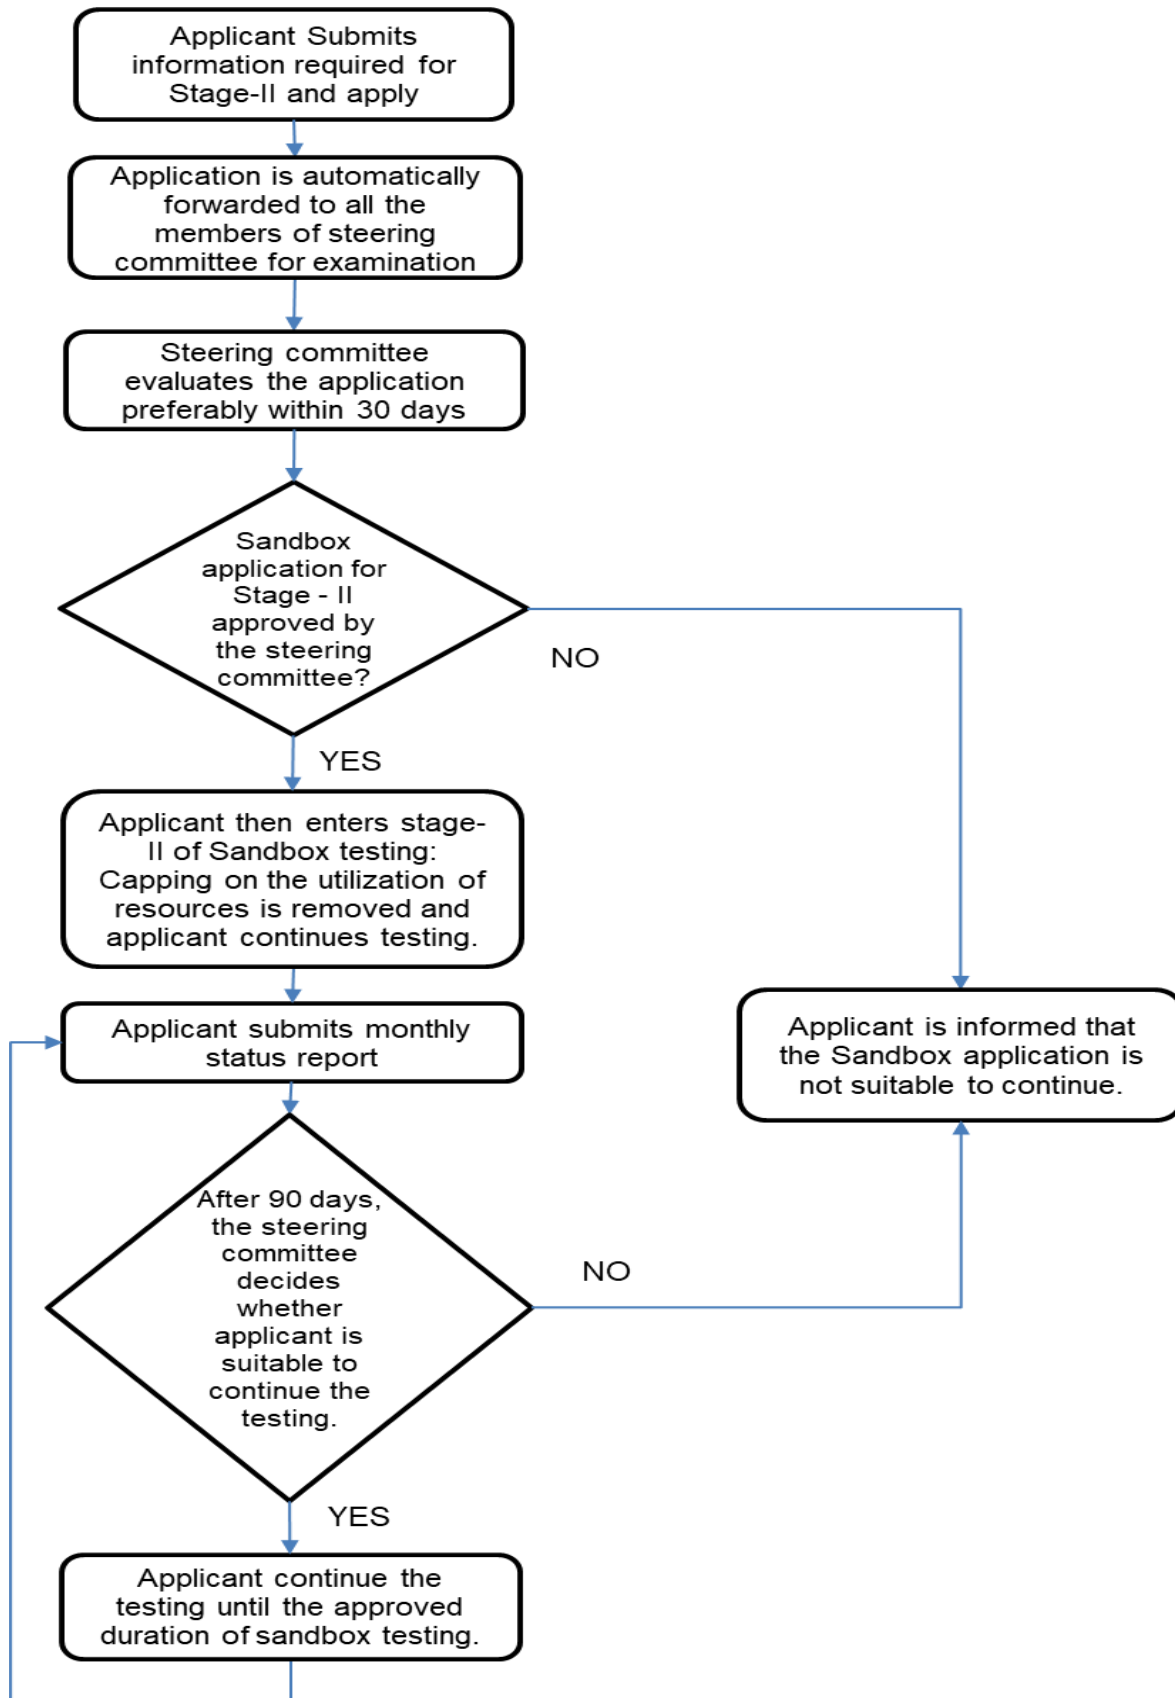 Applicant Submits
information required for
Stage-II and apply
Application is automatically
forwarded to all the
members of steering
committee for examination
Steering committee
evaluates the application
preferably within 30 days
Sandbox
application for
Stage - II
approved by
the steering
committee?
NO
YES
Applicant then enters stage-
II of Sandbox testing:
Capping on the utilization of
resources is removed and
applicant continues testing.
Applicant submits monthly
status report
Applicant is informed that
the Sandbox application is
not suitable to continue.
After 90 days,
the steering
committee
decides
whether
applicant is
suitable to
continue the
testing.
NO
YES
Applicant continue the
testing until the approved
duration of sandbox testing.